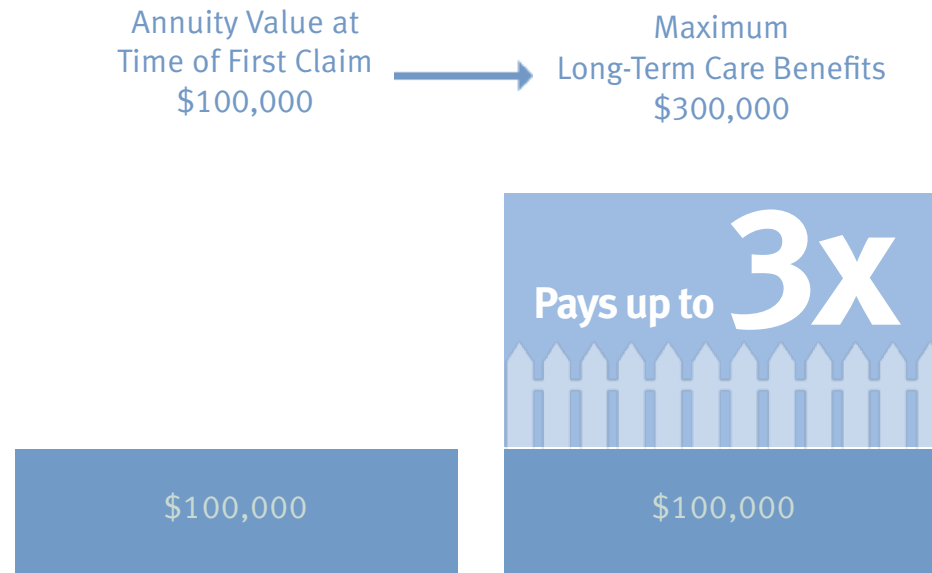 Annuity Value at
Time of First Claim
$100,000
Maximum
Long-Term Care Benefits
$300,000
Pays up to 3x
$100,000
$100,000